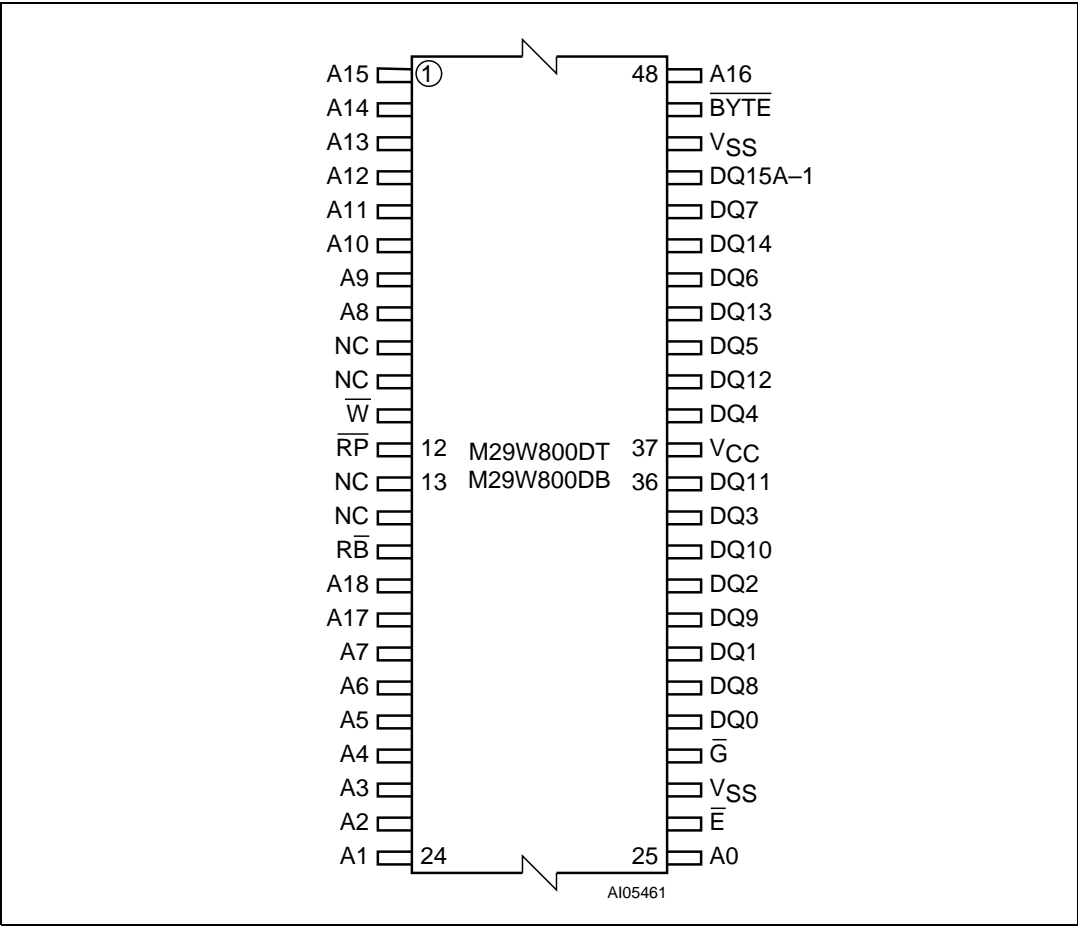 A15 1 48 A16
A14 B̅Y̅T̅E̅
A13 VSS
A12 DQ15A–1
A11 DQ7
A10 DQ14
A9 DQ6
A8 DQ13
NC DQ5
NC DQ12
W̅ DQ4
R̅P̅ 12 M29W800DT 37 VCC
NC 13 M29W800DB 36 DQ11
NC DQ3
RB̅ DQ10
A18 DQ2
A17 DQ9
A7 DQ1
A6 DQ8
A5 DQ0
A4 G̅
A3 VSS
A2 E̅
A1 24 25 A0
AI05461